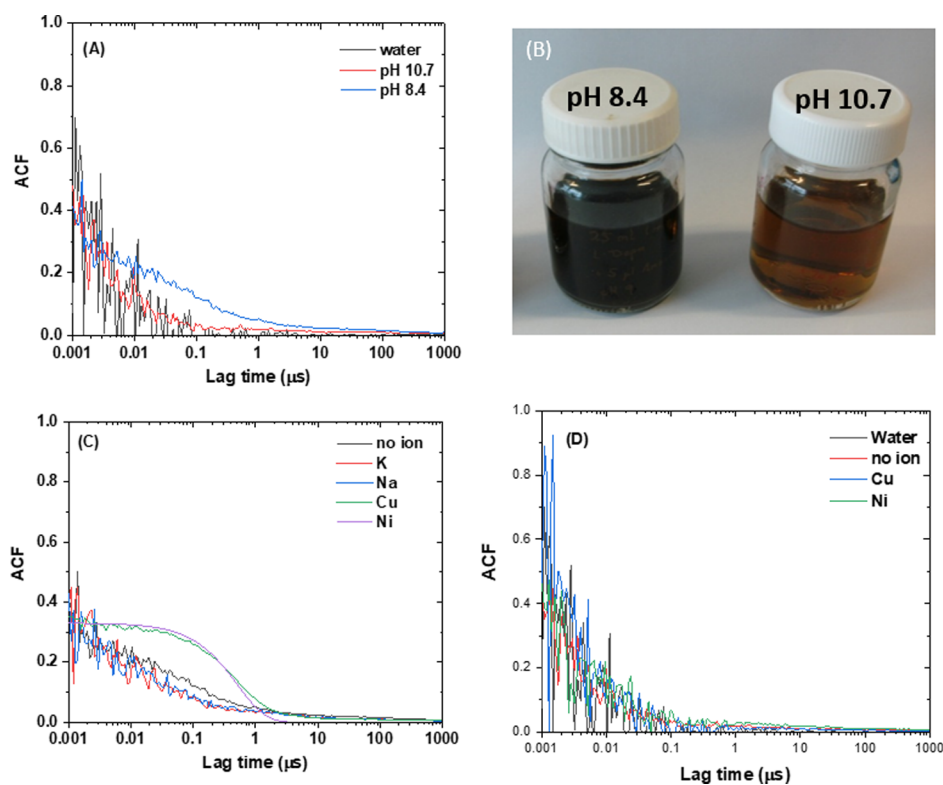 (A)
water
pH 10.7
pH 8.4
1.0
0.8
0.6
0.4
0.2
0.0
ACF
0.001 0.01 0.1 1 10 100 1000
Lag time (µs)
(B)
pH 8.4
pH 10.7
(C)
no ion
K
Na
Cu
Ni
1.0
0.8
0.6
0.4
0.2
0.0
ACF
0.001 0.01 0.1 1 10 100 1000
Lag time (µs)
(D)
Water
no ion
Cu
Ni
1.0
0.8
0.6
0.4
0.2
0.0
ACF
0.001 0.01 0.1 1 10 100 1000
Lag time (µs)